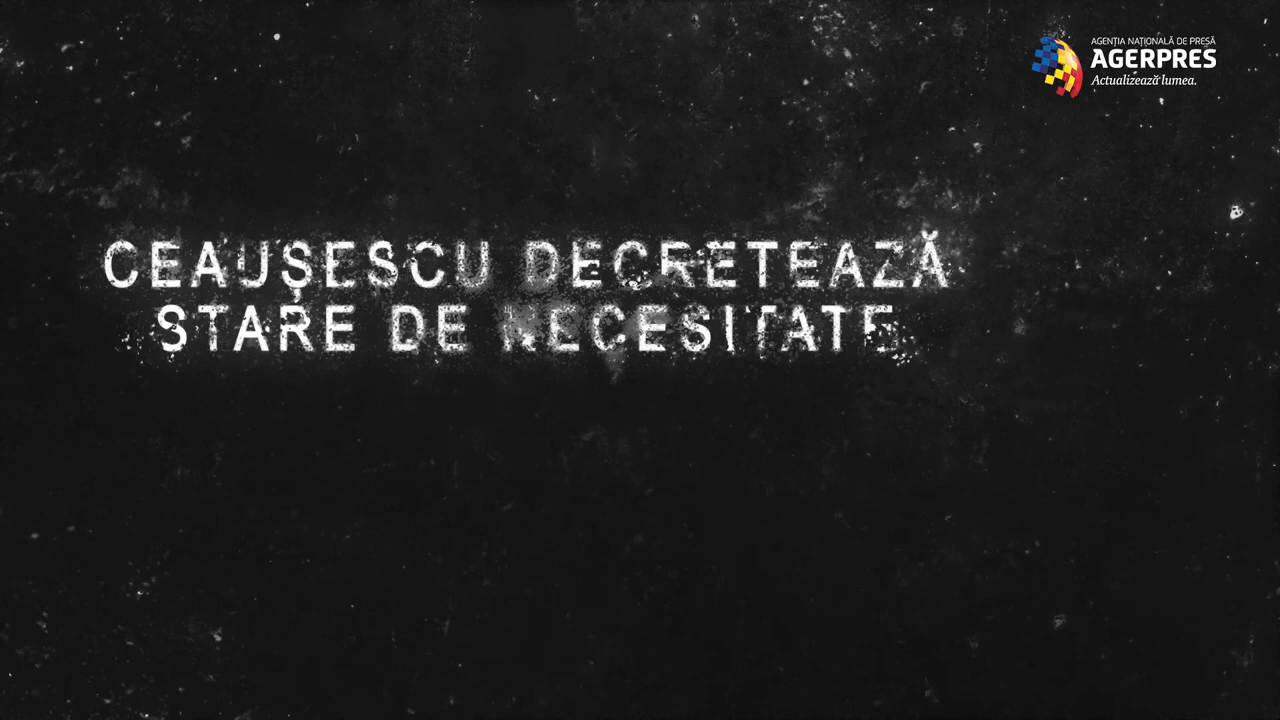 AGENȚIA NAȚIONALĂ DE PRESĂ
AGERPRES
Actualizează lumea.
CEAUȘESCU DECRETEAZĂ
STARE DE NECESITATE